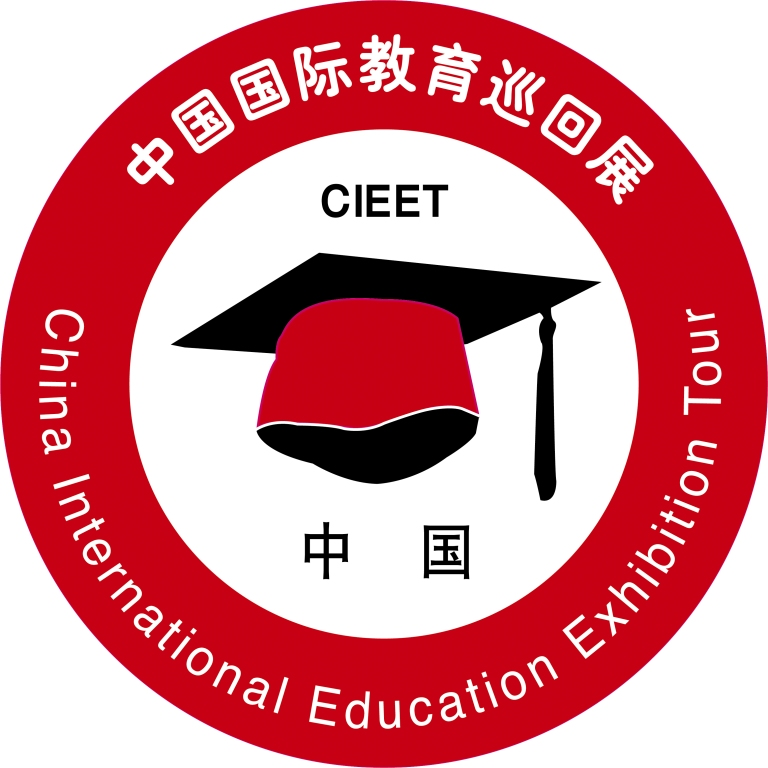 中国国际教育巡回展
CIEET
中 国
China International Education Exhibition Tour